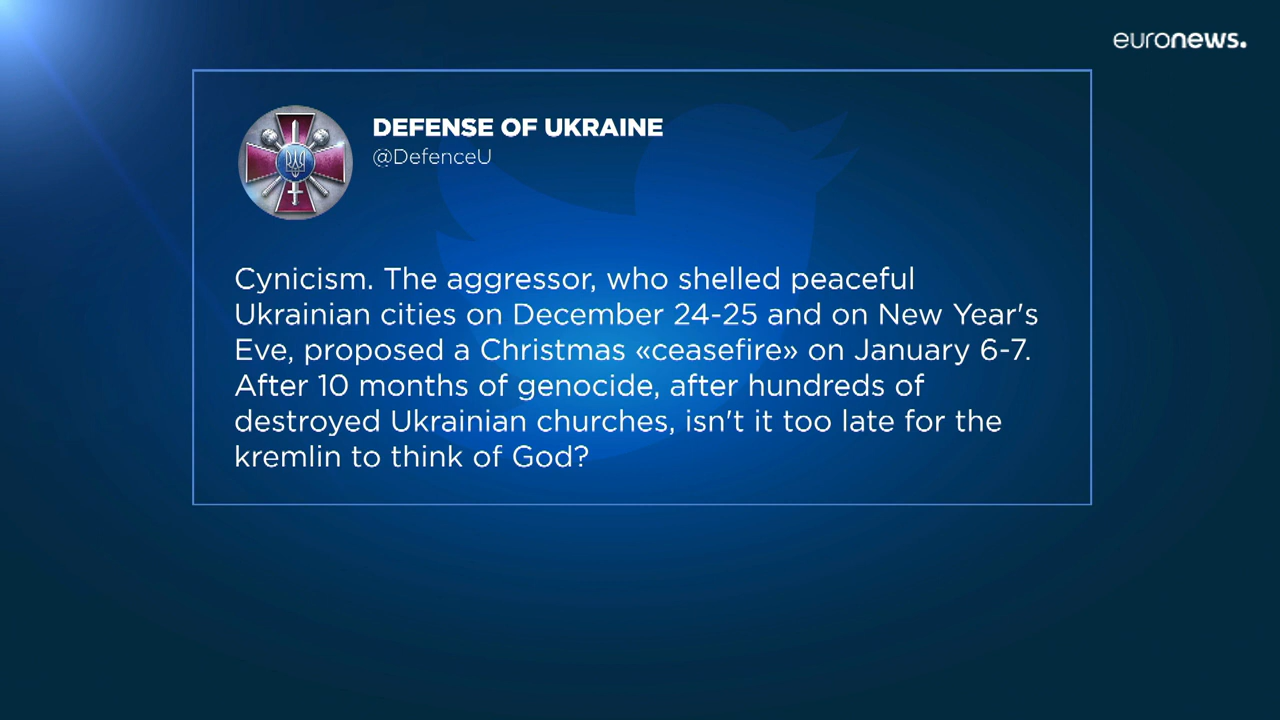 euronews.
DEFENSE OF UKRAINE
@DefenceU
Cynicism. The aggressor, who shelled peaceful
Ukrainian cities on December 24-25 and on New Year's
Eve, proposed a Christmas «ceasefire» on January 6-7.
After 10 months of genocide, after hundreds of
destroyed Ukrainian churches, isn't it too late for the
kremlin to think of God?